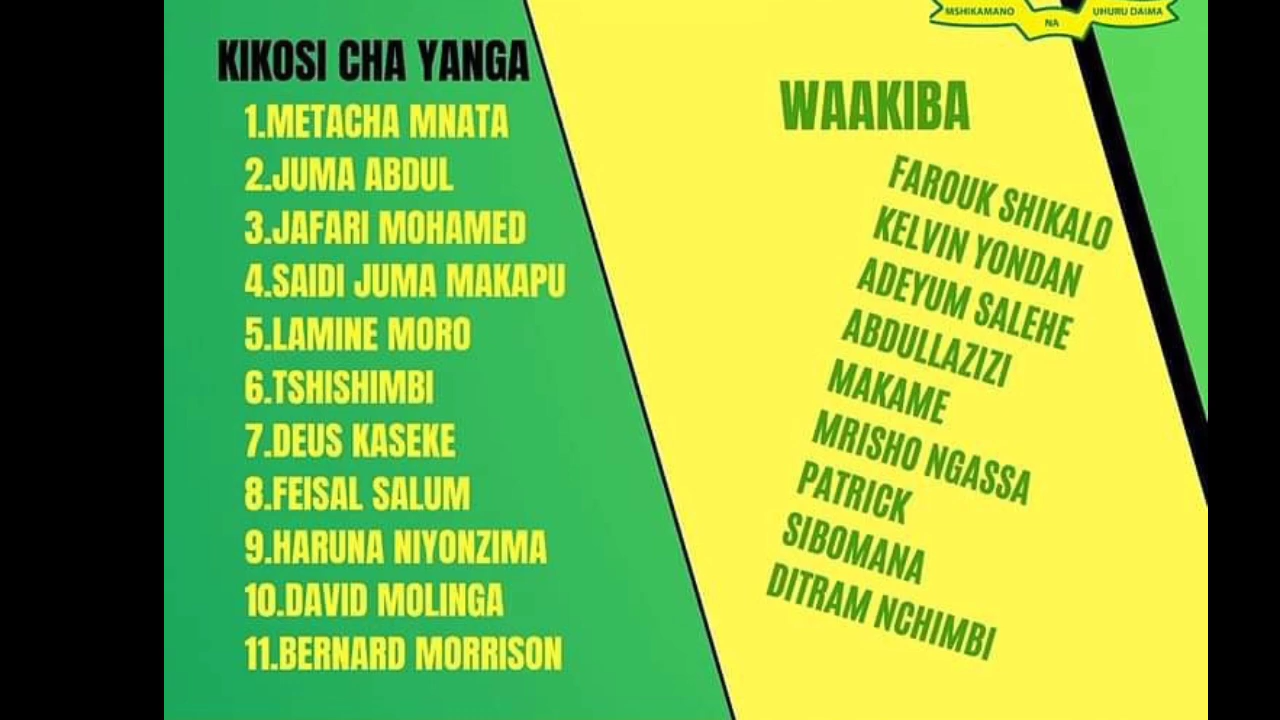 MSHIKAMANO NA UHURU DAIMA
KIKOSI CHA YANGA
1.METACHA MNATA
2.JUMA ABDUL
3.JAFARI MOHAMED
4.SAIDI JUMA MAKAPU
5.LAMINE MORO
6.TSHISHIMBI
7.DEUS KASEKE
8.FEISAL SALUM
9.HARUNA NIYONZIMA
10.DAVID MOLINGA
11.BERNARD MORRISON
WAAKIBA
FAROUK SHIKALO
KELVIN YONDAN
ADEYUM SALEHE
ABDULLAZIZI
MAKAME
MRISHO NGASSA
PATRICK
SIBOMANA
DITRAM NCHIMBI